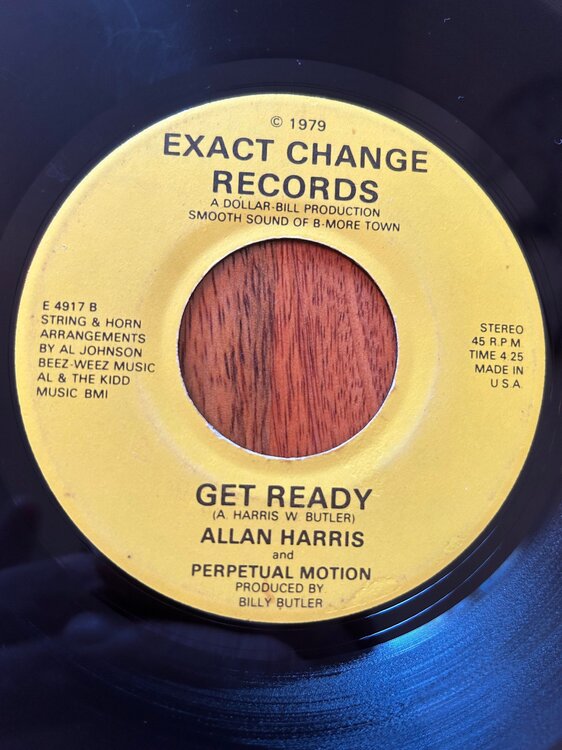 © 1979
EXACT CHANGE
RECORDS
A DOLLAR-BILL PRODUCTION
SMOOTH SOUND OF B-MORE TOWN
E 4917 B
STRING & HORN
ARRANGEMENTS
BY AL JOHNSON
BEEZ-WEEZ MUSIC
AL & THE KIDD
MUSIC BMI
STEREO
45 R.P.M
TIME 4:25
MADE IN
U.S.A.
GET READY
(A. HARRIS W. BUTLER)
ALLAN HARRIS
and
PERPETUAL MOTION
PRODUCED BY
BILLY BUTLER